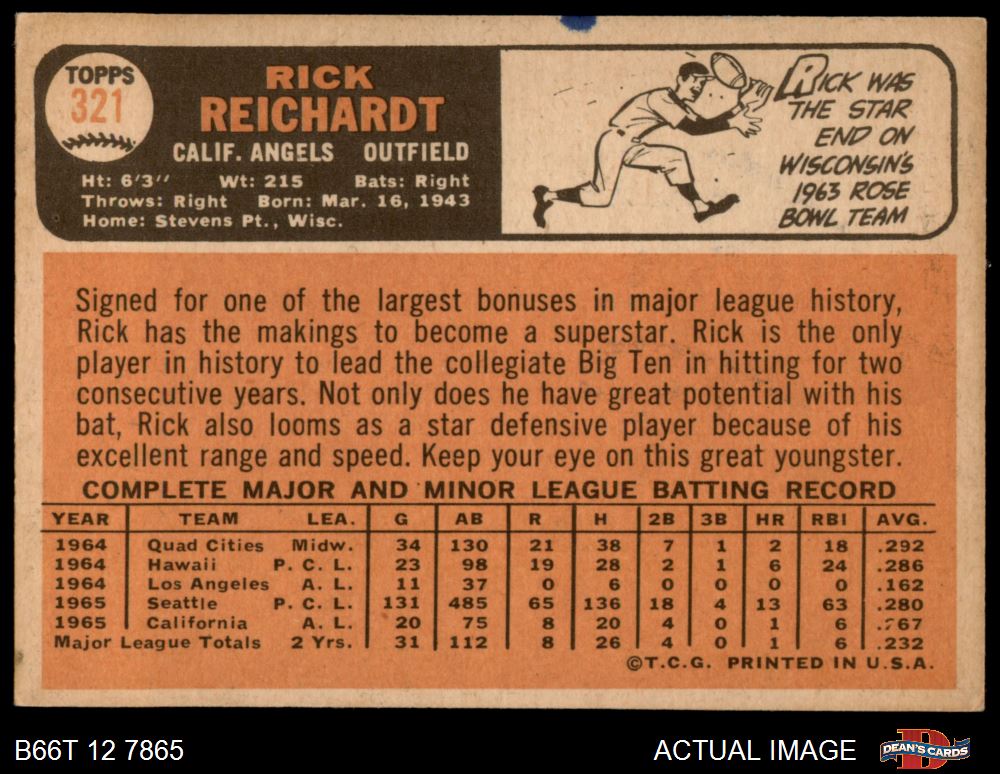 TOPPS
321
RICK
REICHARDT
CALIF. ANGELS OUTFIELD
Ht: 6'3" Wt: 215 Bats: Right
Throws: Right Born: Mar. 16, 1943
Home: Stevens Pt., Wisc.
RICK WAS
THE STAR
END ON
WISCONSIN'S
1963 ROSE
BOWL TEAM
Signed for one of the largest bonuses in major league history,
Rick has the makings to become a superstar. Rick is the only
player in history to lead the collegiate Big Ten in hitting for two
consecutive years. Not only does he have great potential with his
bat, Rick also looms as a star defensive player because of his
excellent range and speed. Keep your eye on this great youngster.
COMPLETE MAJOR AND MINOR LEAGUE BATTING RECORD
YEAR TEAM LEA. G AB R H 2B 3B HR RBI AVG.
1964 Quad Cities Midw. 34 130 21 38 7 1 2 18 .292
1964 Hawaii P. C. L. 23 98 19 28 2 1 6 24 .286
1964 Los Angeles A. L. 11 37 0 6 0 0 0 0 .162
1965 Seattle P. C. L. 131 485 65 136 18 4 13 63 .280
1965 California A. L. 20 75 8 20 4 0 1 6 .267
Major League Totals 2 Yrs. 31 112 8 26 4 0 1 6 .232
©T.C.G. PRINTED IN U.S.A.
B66T 12 7865
ACTUAL IMAGE
DEAN'S CARDS